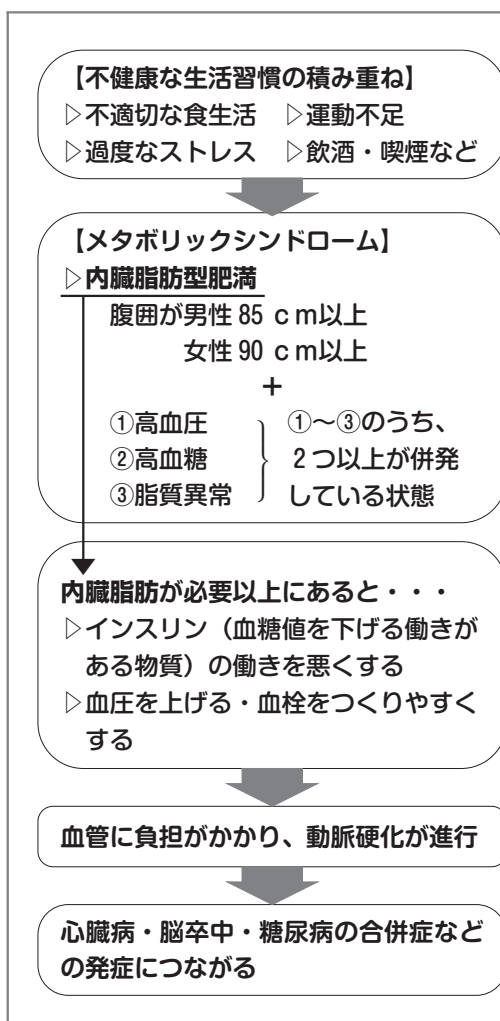 【不健康な生活習慣の積み重ね】
▷不適切な食生活　▷運動不足
▷過度なストレス　▷飲酒・喫煙など
【メタボリックシンドローム】
▷内臓脂肪型肥満
腹囲が男性 85 ｃｍ以上
女性 90 ｃｍ以上
＋
①高血圧
②高血糖
③脂質異常
①～③のうち、
２つ以上が併発
している状態
内臓脂肪が必要以上にあると・・・
▷インスリン（血糖値を下げる働きが
ある物質）の働きを悪くする
▷血圧を上げる・血栓をつくりやすく
する
血管に負担がかかり、動脈硬化が進行
心臓病・脳卒中・糖尿病の合併症など
の発症につながる